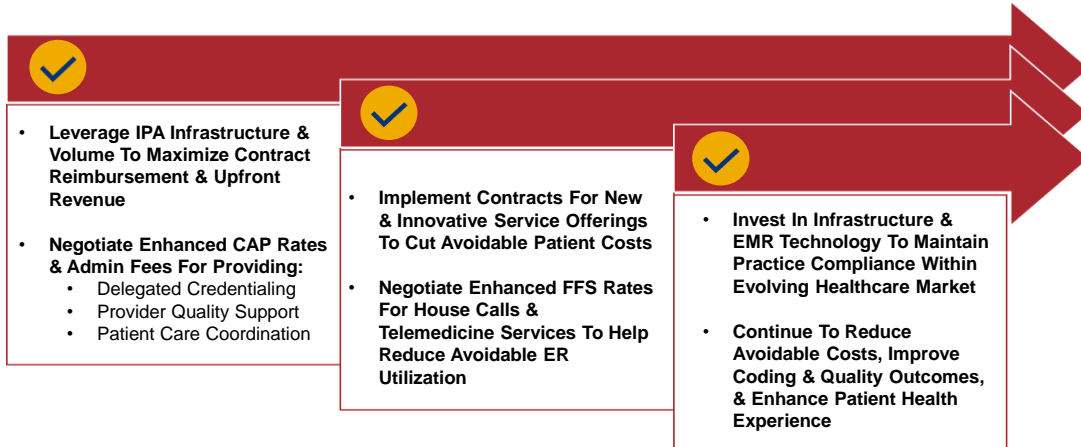 • Leverage IPA Infrastructure &
Volume To Maximize Contract
Reimbursement & Upfront
Revenue
• Negotiate Enhanced CAP Rates
& Admin Fees For Providing:
• Delegated Credentialing
• Provider Quality Support
• Patient Care Coordination
• Implement Contracts For New
& Innovative Service Offerings
To Cut Avoidable Patient Costs
• Negotiate Enhanced FFS Rates
For House Calls &
Telemedicine Services To Help
Reduce Avoidable ER
Utilization
• Invest In Infrastructure &
EMR Technology To Maintain
Practice Compliance Within
Evolving Healthcare Market
• Continue To Reduce
Avoidable Costs, Improve
Coding & Quality Outcomes,
& Enhance Patient Health
Experience